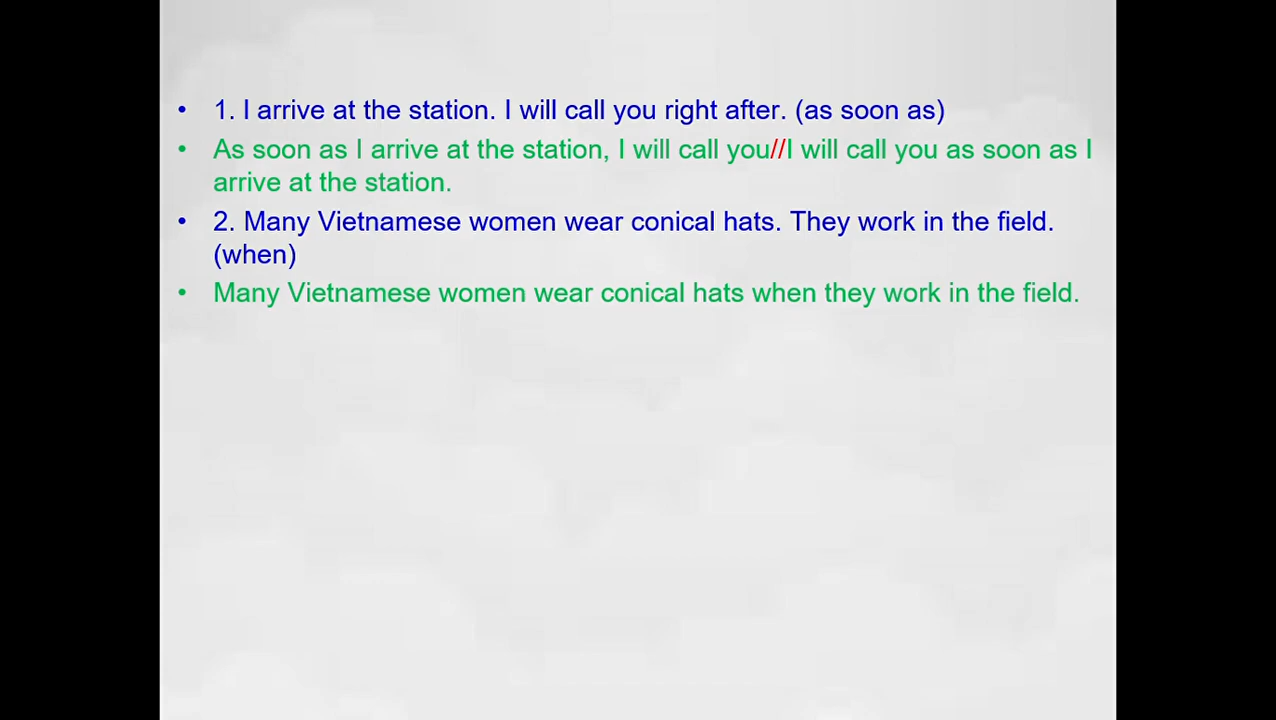 • 1. I arrive at the station. I will call you right after. (as soon as)
• As soon as I arrive at the station, I will call you//I will call you as soon as I
arrive at the station.
• 2. Many Vietnamese women wear conical hats. They work in the field.
(when)
• Many Vietnamese women wear conical hats when they work in the field.